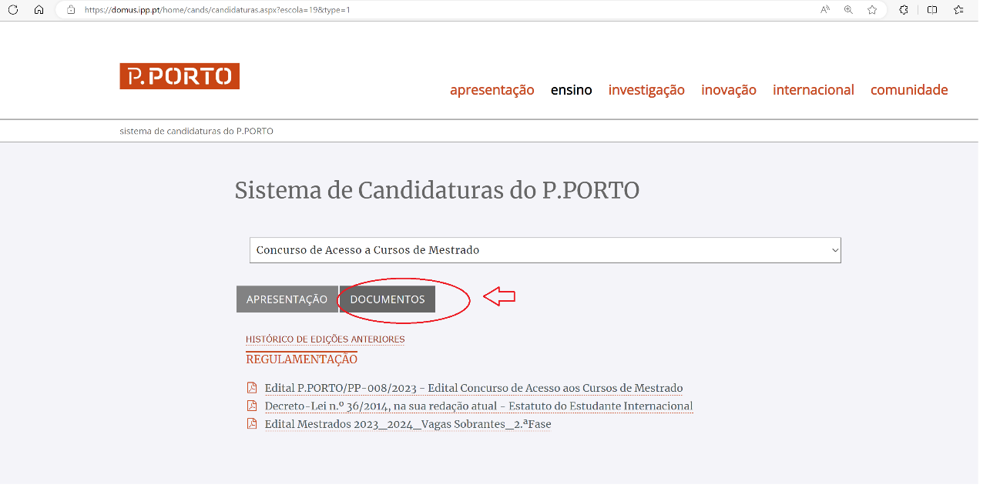 https://domus.ipp.pt/home/cands/candidaturas.aspx?escola=19&type=1
P.PORTO
apresentação ensino investigação inovação internacional comunidade
sistema de candidaturas do P.PORTO
Sistema de Candidaturas do P.PORTO
Concurso de Acesso a Cursos de Mestrado
APRESENTAÇÃO DOCUMENTOS
HISTÓRICO DE EDIÇÕES ANTERIORES
REGULAMENTAÇÃO
Edital P.PORTO/PP-008/2023 - Edital Concurso de Acesso aos Cursos de Mestrado
Decreto-Lei n.º 36/2014, na sua redação atual - Estatuto do Estudante Internacional
Edital Mestrados 2023_2024_Vagas Sobrantes_2.ªFase